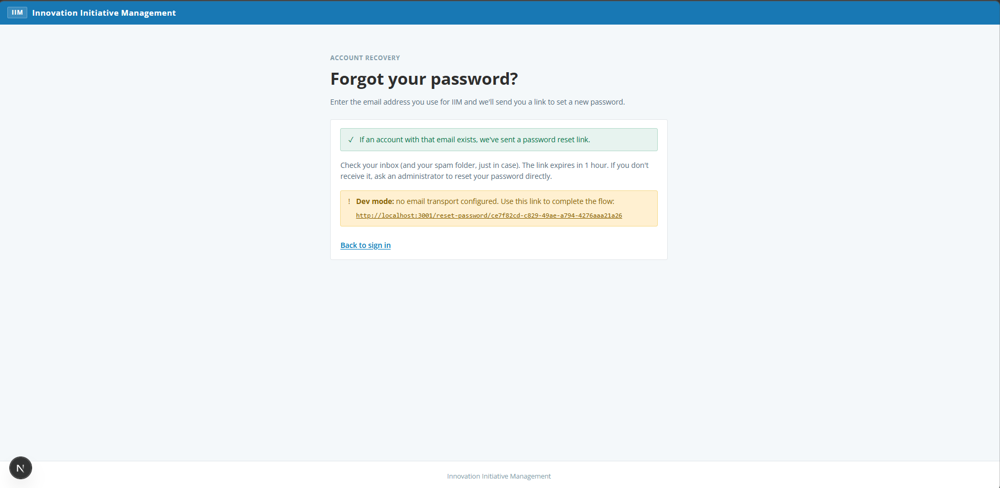 IIM Innovation Initiative Management
ACCOUNT RECOVERY
Forgot your password?
Enter the email address you use for IIM and we'll send you a link to set a new password.
✓ If an account with that email exists, we've sent a password reset link.
Check your inbox (and your spam folder, just in case). The link expires in 1 hour. If you don't
receive it, ask an administrator to reset your password directly.
! Dev mode: no email transport configured. Use this link to complete the flow:
http://localhost:3001/reset-password/ce7f82cd-c829-49ae-a794-4276aaa21a26
Back to sign in
N
Innovation Initiative Management